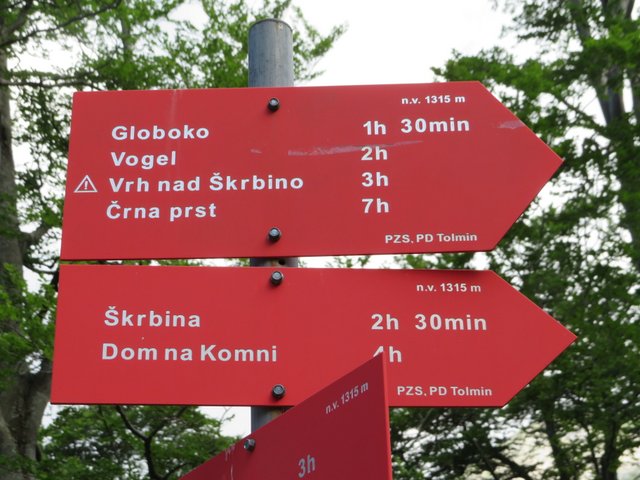 n.v. 1315 m
Globoko 1h 30min
Vogel 2h
Vrh nad Škrbino 3h
Črna prst 7h
PZS, PD Tolmin
n.v. 1315 m
Škrbina 2h 30min
Dom na Komni 4h
PZS, PD Tolmin
n.v. 1315 m
3h